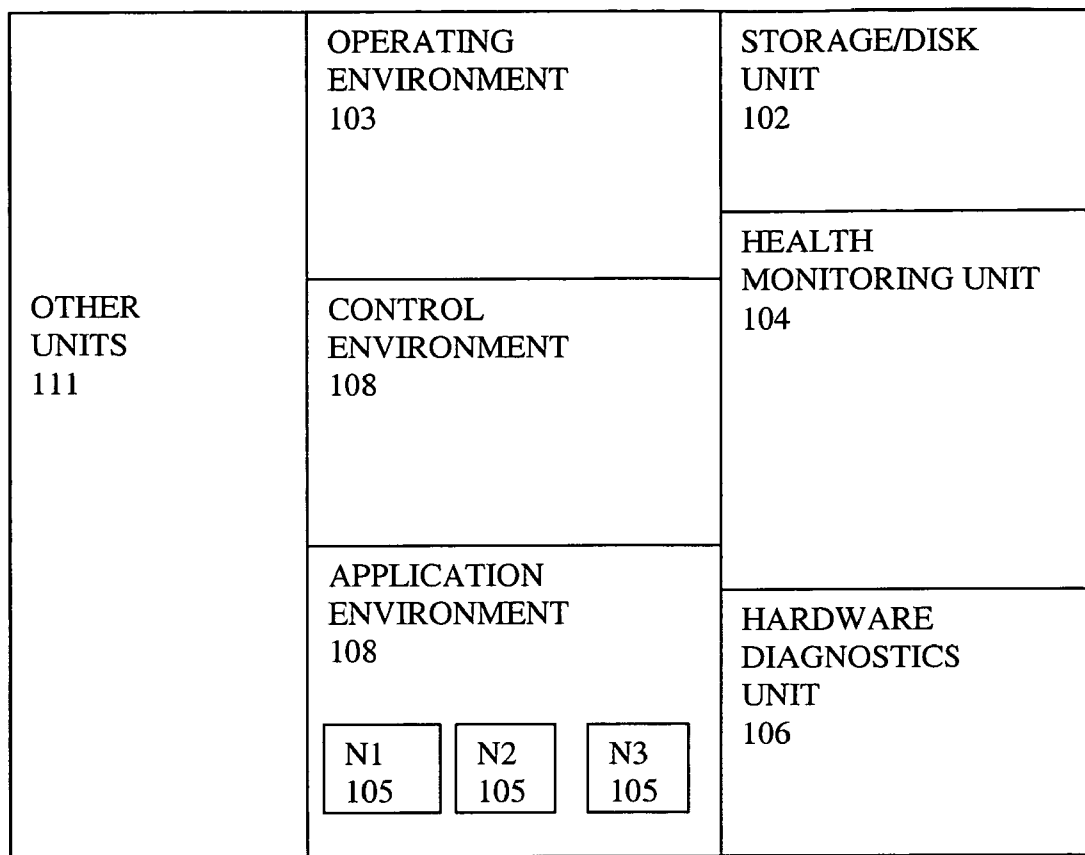 OTHER
UNITS
111
OPERATING
ENVIRONMENT
103
CONTROL
ENVIRONMENT
108
APPLICATION
ENVIRONMENT
108
N1
105
N2
105
N3
105
STORAGE/DISK
UNIT
102
HEALTH
MONITORING UNIT
104
HARDWARE
DIAGNOSTICS
UNIT
106